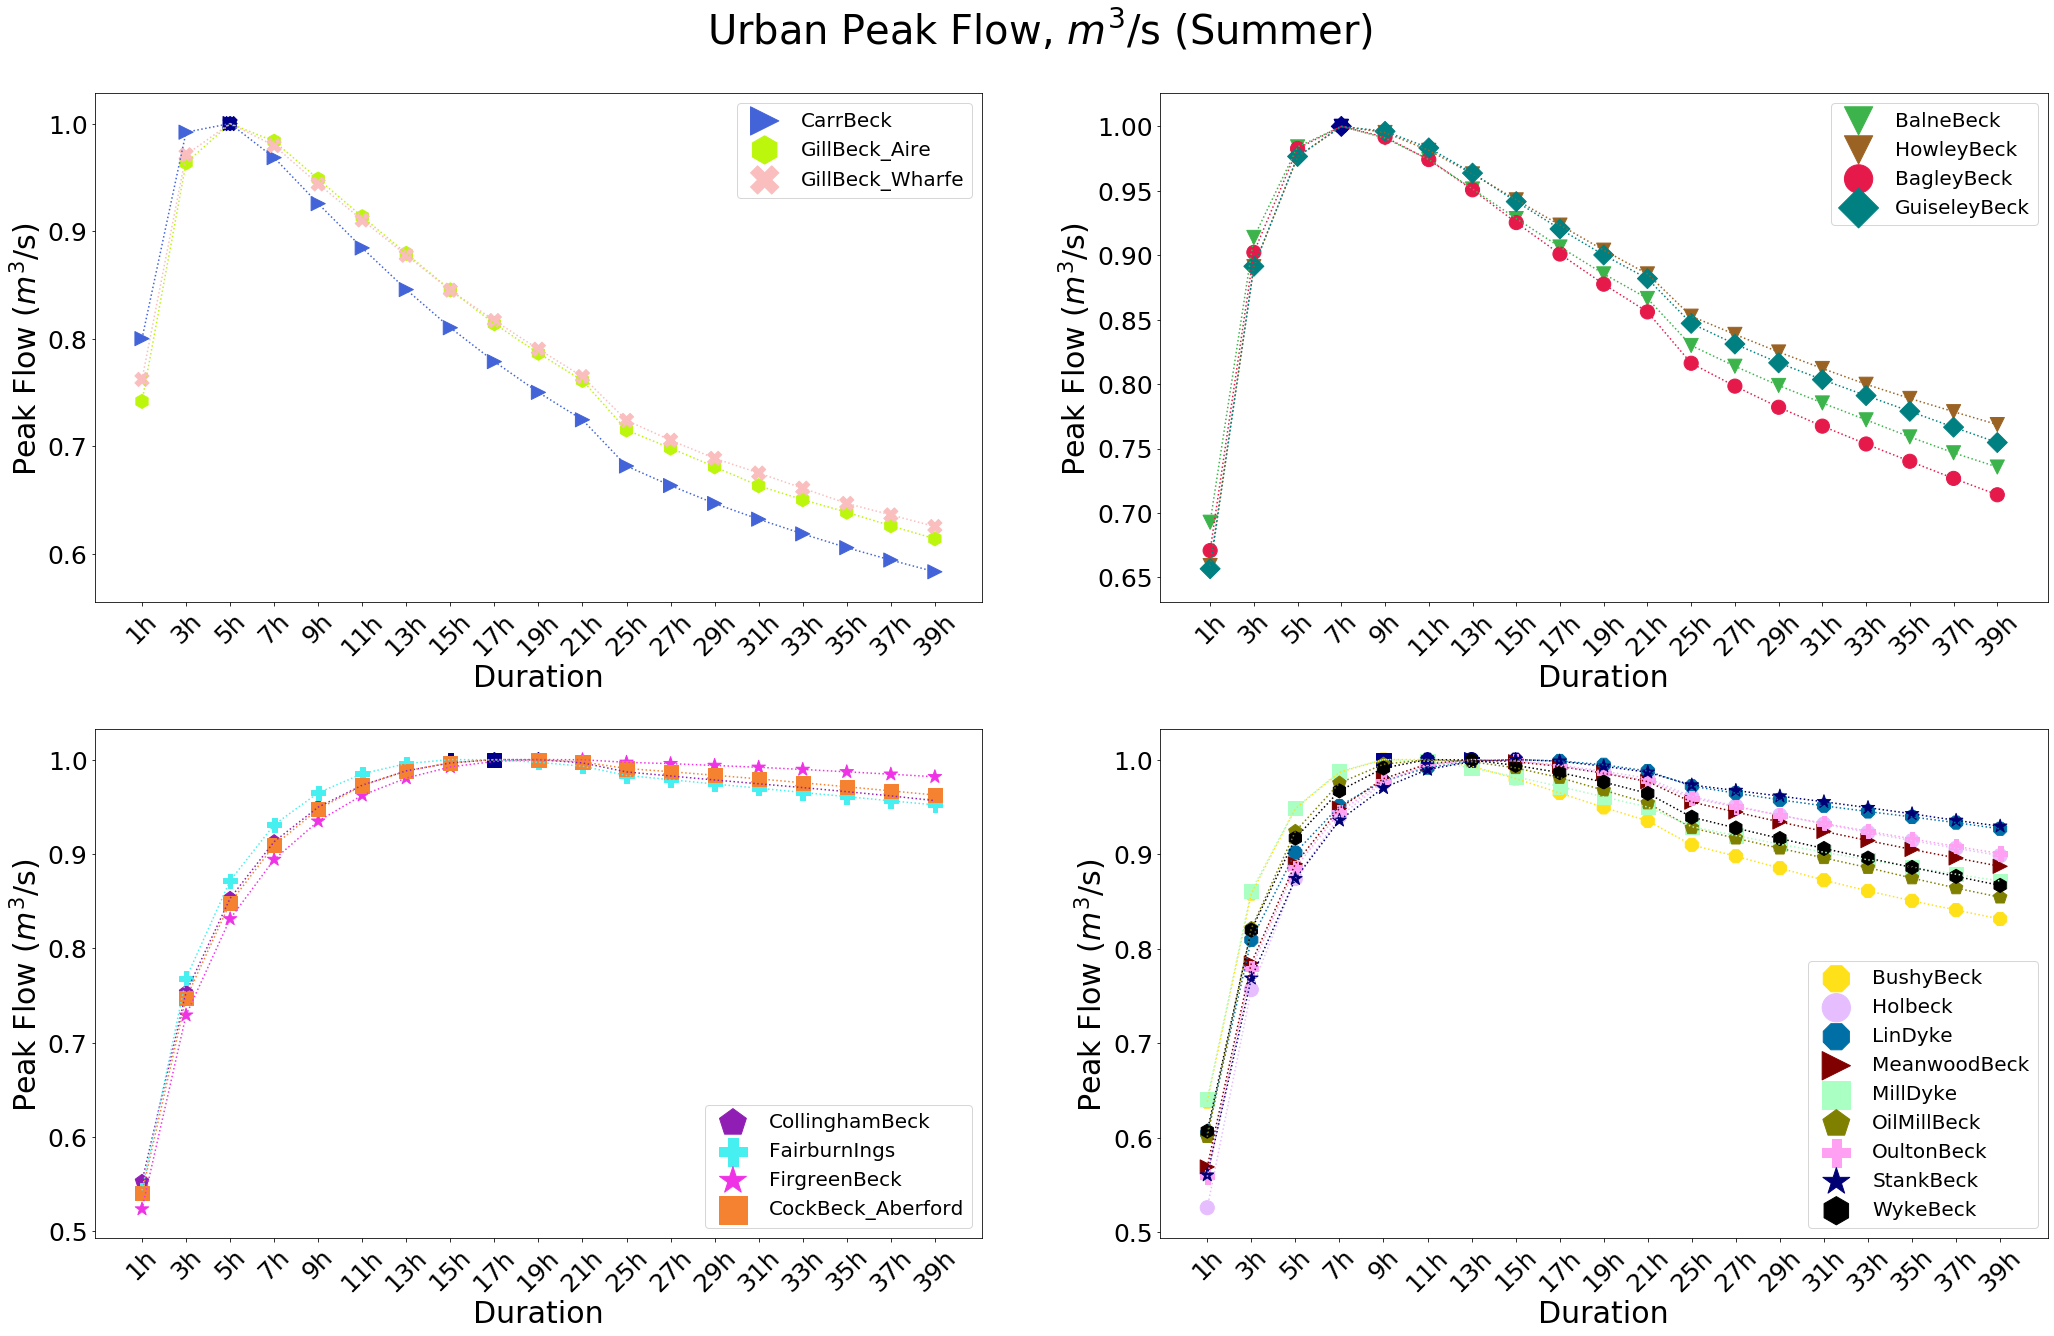 Urban Peak Flow, m³/s (Summer)
Peak Flow (m³/s)
1.0
0.9
0.8
0.7
0.6
CarrBeck
GillBeck_Aire
GillBeck_Wharfe
1h 3h 5h 7h 9h 11h 13h 15h 17h 19h 21h 25h 27h 29h 31h 33h 35h 37h 39h
Duration
Peak Flow (m³/s)
1.00
0.95
0.90
0.85
0.80
0.75
0.70
0.65
BalneBeck
HowleyBeck
BagleyBeck
GuiseleyBeck
1h 3h 5h 7h 9h 11h 13h 15h 17h 19h 21h 25h 27h 29h 31h 33h 35h 37h 39h
Duration
Peak Flow (m³/s)
1.0
0.9
0.8
0.7
0.6
0.5
CollinghamBeck
FairburnIngs
FirgreenBeck
CockBeck_Aberford
1h 3h 5h 7h 9h 11h 13h 15h 17h 19h 21h 25h 27h 29h 31h 33h 35h 37h 39h
Duration
Peak Flow (m³/s)
1.0
0.9
0.8
0.7
0.6
0.5
BushyBeck
Holbeck
LinDyke
MeanwoodBeck
MillDyke
OilMillBeck
OultonBeck
StankBeck
WykeBeck
1h 3h 5h 7h 9h 11h 13h 15h 17h 19h 21h 25h 27h 29h 31h 33h 35h 37h 39h
Duration